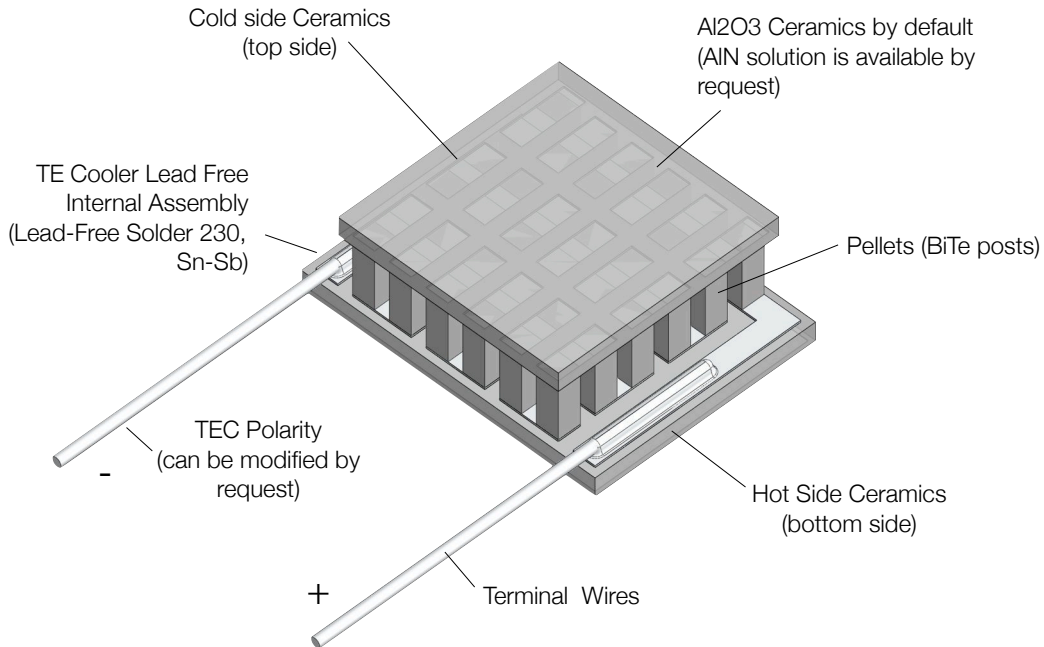 Cold side Ceramics
(top side)
Al2O3 Ceramics by default
(AlN solution is available by
request)
TE Cooler Lead Free
Internal Assembly
(Lead-Free Solder 230,
Sn-Sb)
Pellets (BiTe posts)
TEC Polarity
(can be modified by
request)
-
Hot Side Ceramics
(bottom side)
+
Terminal Wires